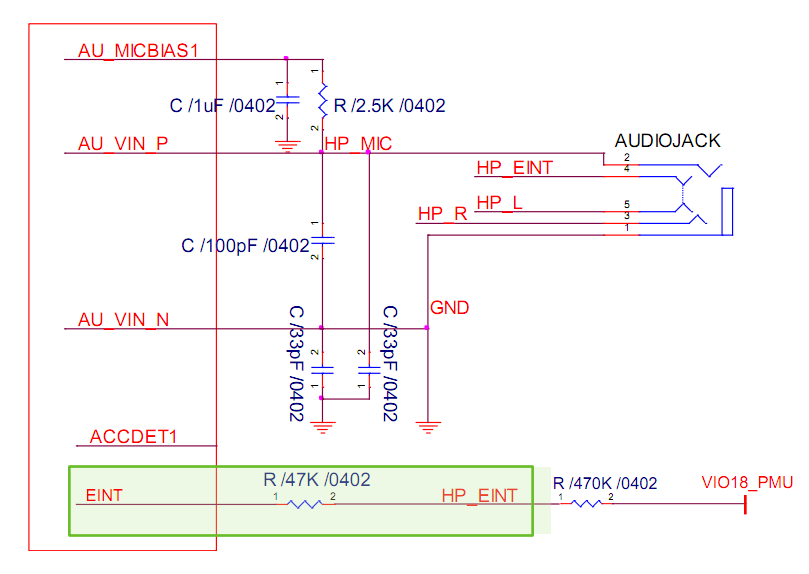 AU_MICBIAS1
1
1
C /1uF /0402
R /2.5K /0402
2
2
AU_VIN_P
HP_MIC
AUDIOJACK
2
HP_EINT
4
HP_L
5
HP_R
3
1
1
C /100pF /0402
2
AU_VIN_N
GND
C /33pF /0402
C /33pF /0402
2
2
1
1
ACCDET1
R /47K /0402
R /470K /0402
VIO18_PMU
EINT
1
2
HP_EINT
1
2